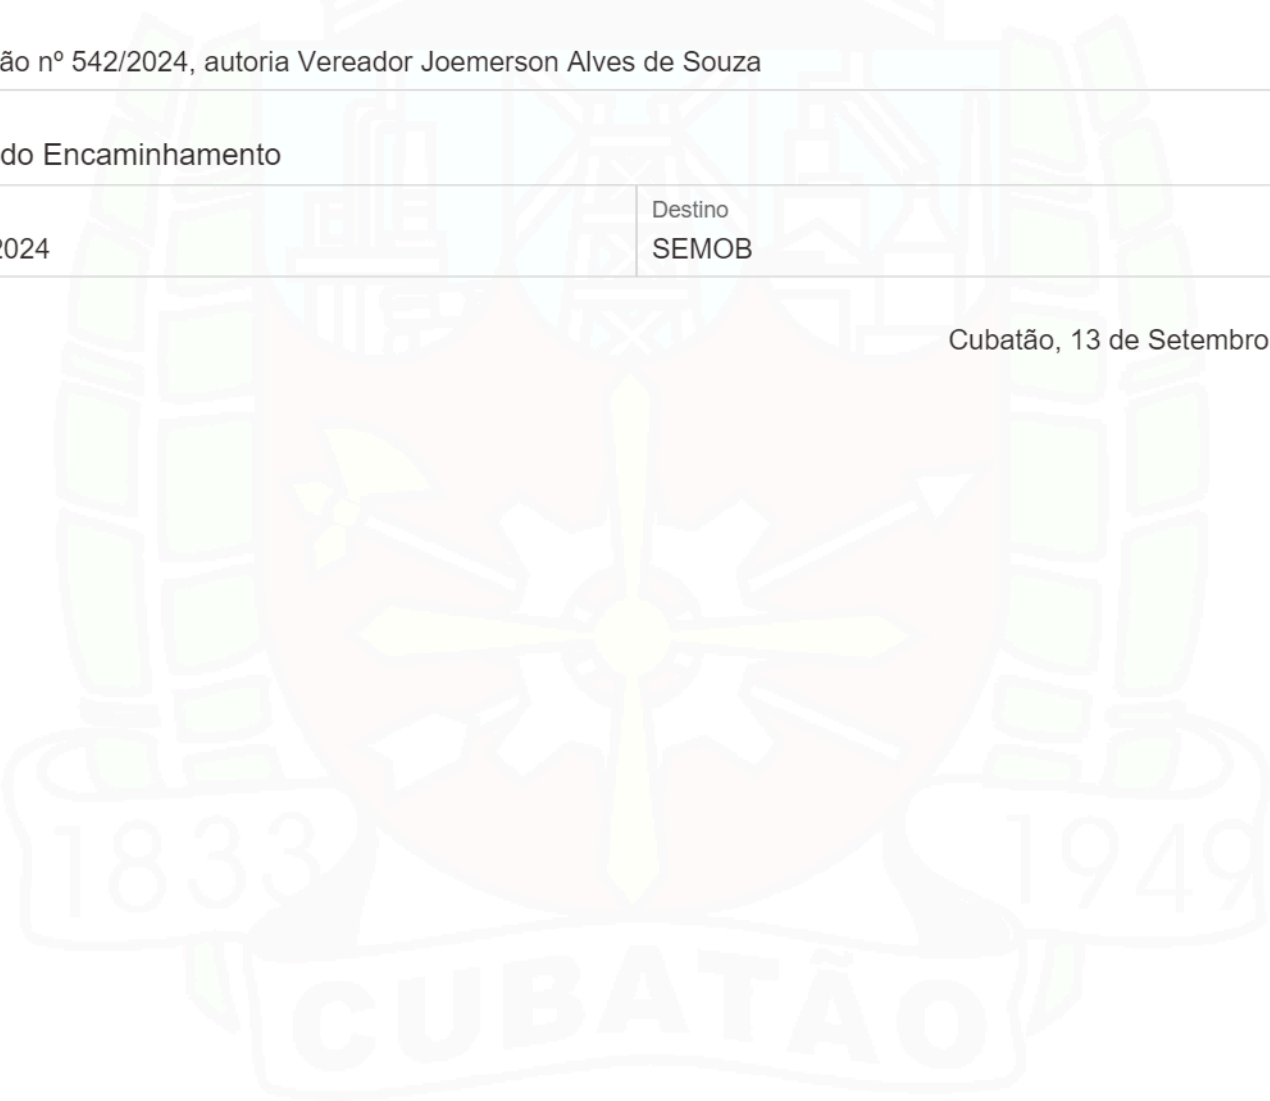 ão nº 542/2024, autoria Vereador Joemerson Alves de Souza
do Encaminhamento
Destino
2024
SEMOB
Cubatão, 13 de Setembro
1833
1949
CUBATÃO